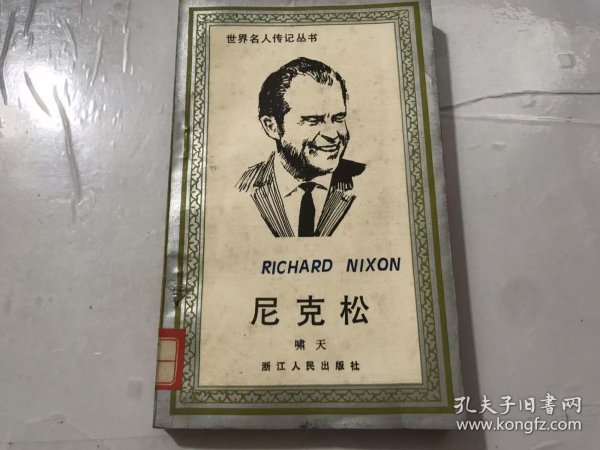 世界名人传记丛书
RICHARD NIXON
尼克松
啸天
浙江人民出版社
孔夫子旧书网
www.kongfz.com